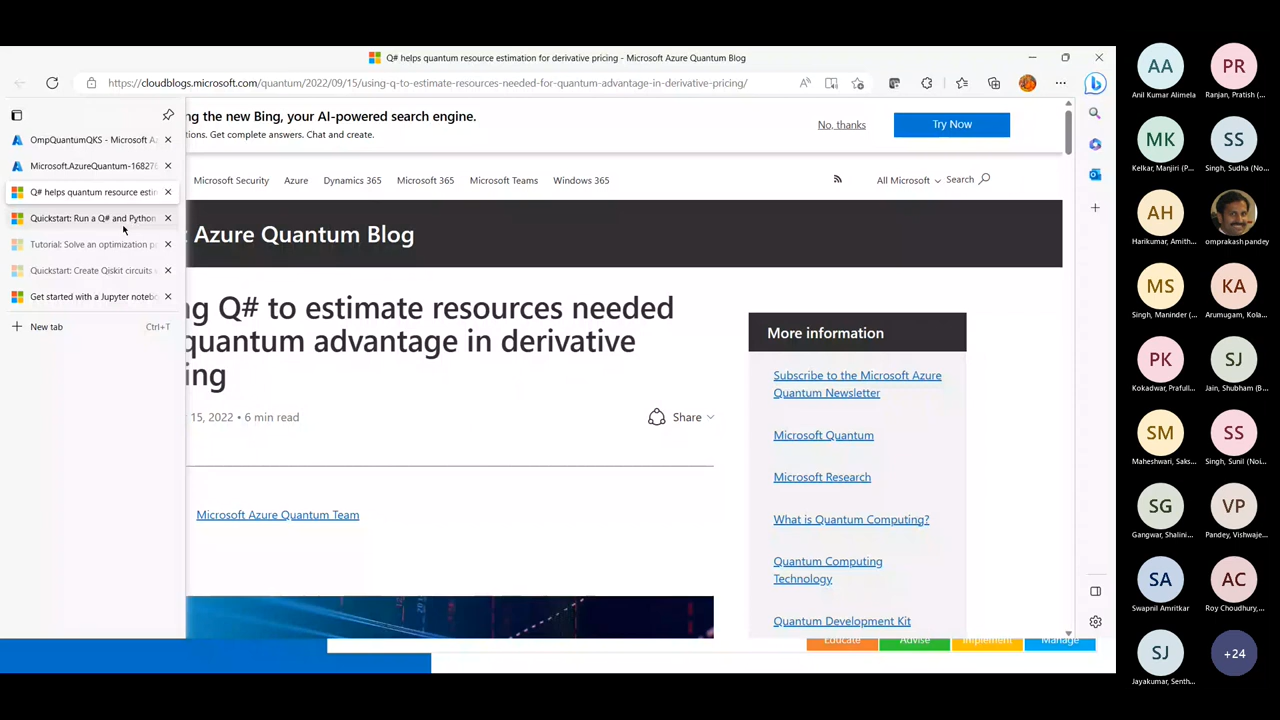 Q# helps quantum resource estimation for derivative pricing - Microsoft Azure Quantum Blog
https://cloudblogs.microsoft.com/quantum/2022/09/15/using-q-to-estimate-resources-needed-for-quantum-advantage-in-derivative-pricing/
OmpQuantumQKS - Microsoft Az
Microsoft.AzureQuantum-16827
Q# helps quantum resource estim
Quickstart: Run a Q# and Python
Tutorial: Solve an optimization p
Quickstart: Create Qiskit circuits
Get started with a Jupyter noteb
New tab Ctrl+T
ng the new Bing, your AI-powered search engine.
tions. Get complete answers. Chat and create.
No, thanks
Try Now
Microsoft Security Azure Dynamics 365 Microsoft 365 Microsoft Teams Windows 365
All Microsoft Search
Azure Quantum Blog
ng Q# to estimate resources needed
quantum advantage in derivative
ing
15, 2022 • 6 min read
Share
Microsoft Azure Quantum Team
More information
Subscribe to the Microsoft Azure
Quantum Newsletter
Microsoft Quantum
Microsoft Research
What is Quantum Computing?
Quantum Computing
Technology
Quantum Development Kit
Educate Advise Implement Manage
AA PR
Anil Kumar Alimela Ranjan, Pratish (...
MK SS
Kelkar, Manjiri (P... Singh, Sudha (No...
AH
Harikumar, Amith... omprakash pandey
MS KA
Singh, Maninder (... Arumugam, Kola...
PK SJ
Kokadwar, Prafull... Jain, Shubham (B...
SM SS
Maheshwari, Saks... Singh, Sunil (Noi...
SG VP
Gangwar, Shalini... Pandey, Vishwaje...
SA AC
Swapnil Amritkar Roy Choudhury,...
SJ +24
Jayakumar, Senth...